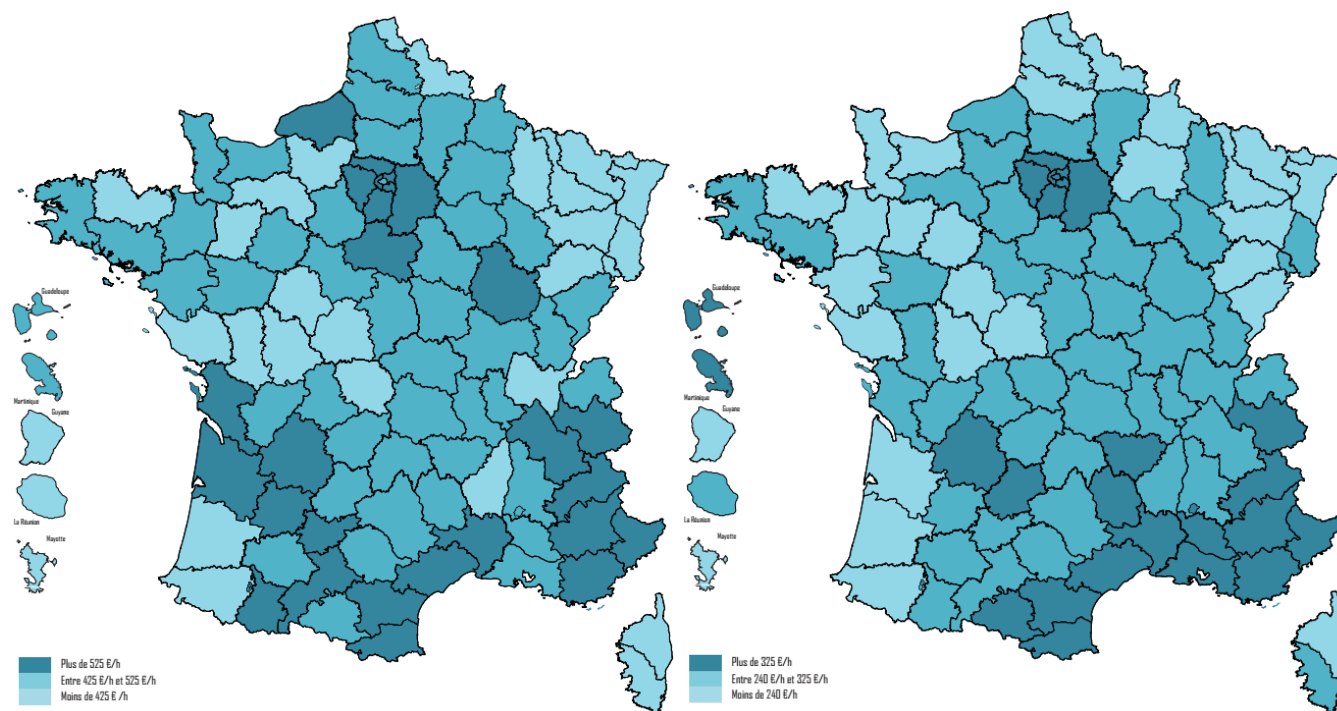 Guadeloupe
Martinique
Guyane
La Réunion
Mayotte
Plus de 525 €/h
Entre 425 €/h et 525 €/h
Moins de 425 € /h
Guadeloupe
Martinique
Guyane
La Réunion
Mayotte
Plus de 325 €/h
Entre 240 €/h et 325 €/h
Moins de 240 €/h